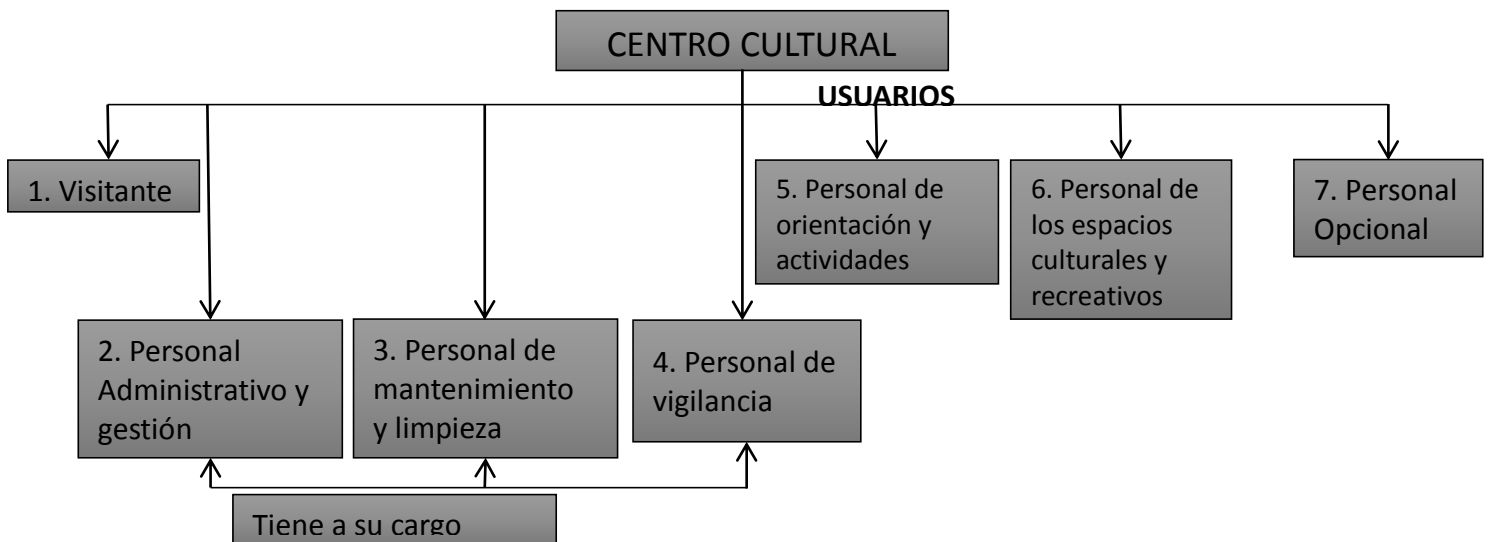 CENTRO CULTURAL
USUARIOS
1. Visitante
5. Personal de
orientación y
actividades
6. Personal de
los espacios
culturales y
recreativos
7. Personal
Opcional
2. Personal
Administrativo y
gestión
3. Personal de
mantenimiento
y limpieza
4. Personal de
vigilancia
Tiene a su cargo